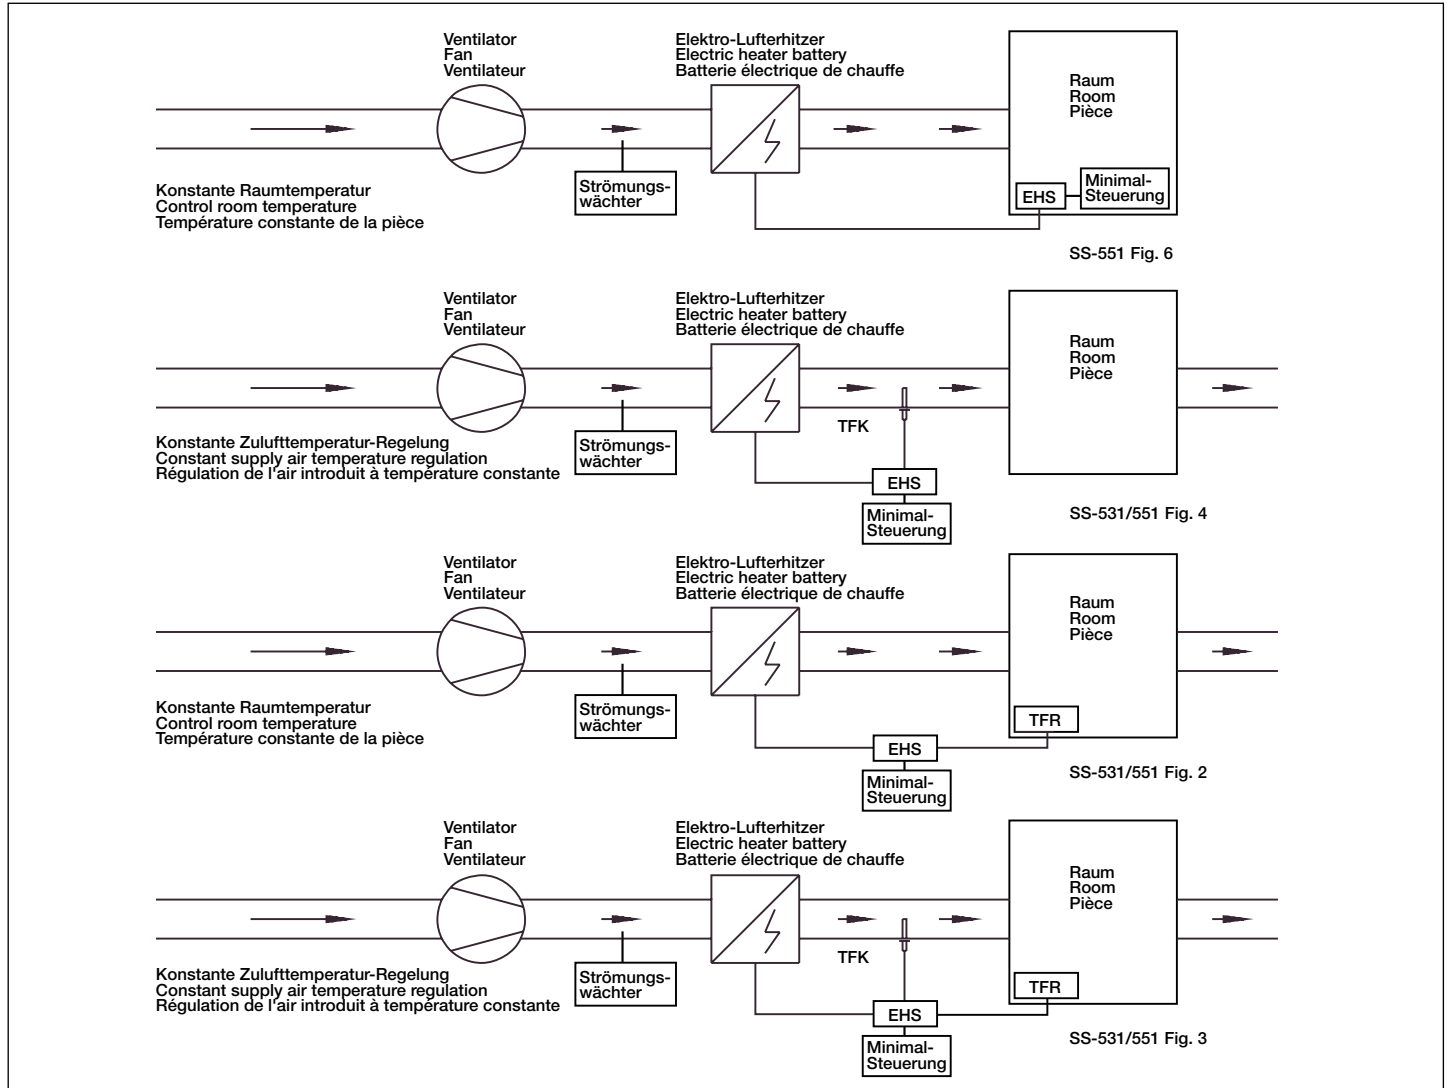 Ventilator
Fan
Ventilateur
Elektro-Lufterhitzer
Electric heater battery
Batterie électrique de chauffe
Raum
Room
Pièce
Konstante Raumtemperatur
Control room temperature
Température constante de la pièce
Strömungs-
wächter
EHS
Minimal-
Steuerung
SS-551 Fig. 6
Ventilator
Fan
Ventilateur
Elektro-Lufterhitzer
Electric heater battery
Batterie électrique de chauffe
Raum
Room
Pièce
Konstante Zulufttemperatur-Regelung
Constant supply air temperature regulation
Régulation de l'air introduit à température constante
Strömungs-
wächter
TFK
EHS
Minimal-
Steuerung
SS-531/551 Fig. 4
Ventilator
Fan
Ventilateur
Elektro-Lufterhitzer
Electric heater battery
Batterie électrique de chauffe
Raum
Room
Pièce
Konstante Raumtemperatur
Control room temperature
Température constante de la pièce
Strömungs-
wächter
EHS
Minimal-
Steuerung
TFR
SS-531/551 Fig. 2
Ventilator
Fan
Ventilateur
Elektro-Lufterhitzer
Electric heater battery
Batterie électrique de chauffe
Raum
Room
Pièce
Konstante Zulufttemperatur-Regelung
Constant supply air temperature regulation
Régulation de l'air introduit à température constante
Strömungs-
wächter
TFK
EHS
Minimal-
Steuerung
TFR
SS-531/551 Fig. 3